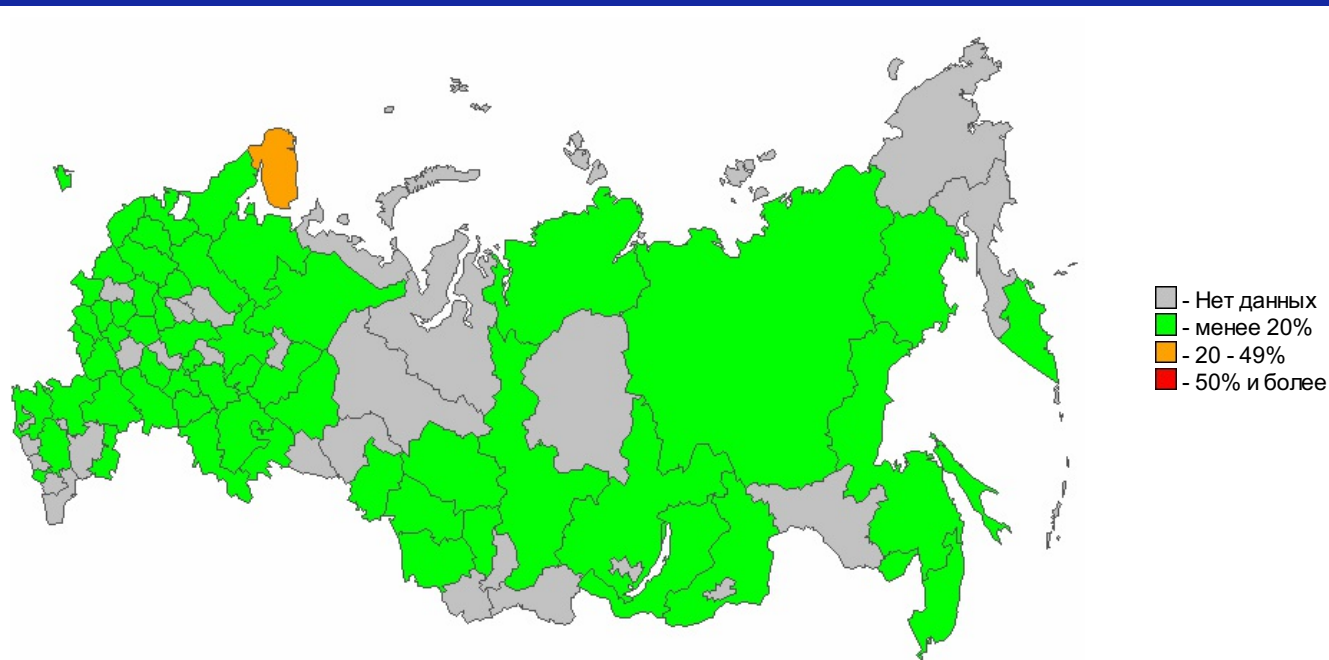 - Нет данных
- менее 20%
- 20 - 49%
- 50% и более